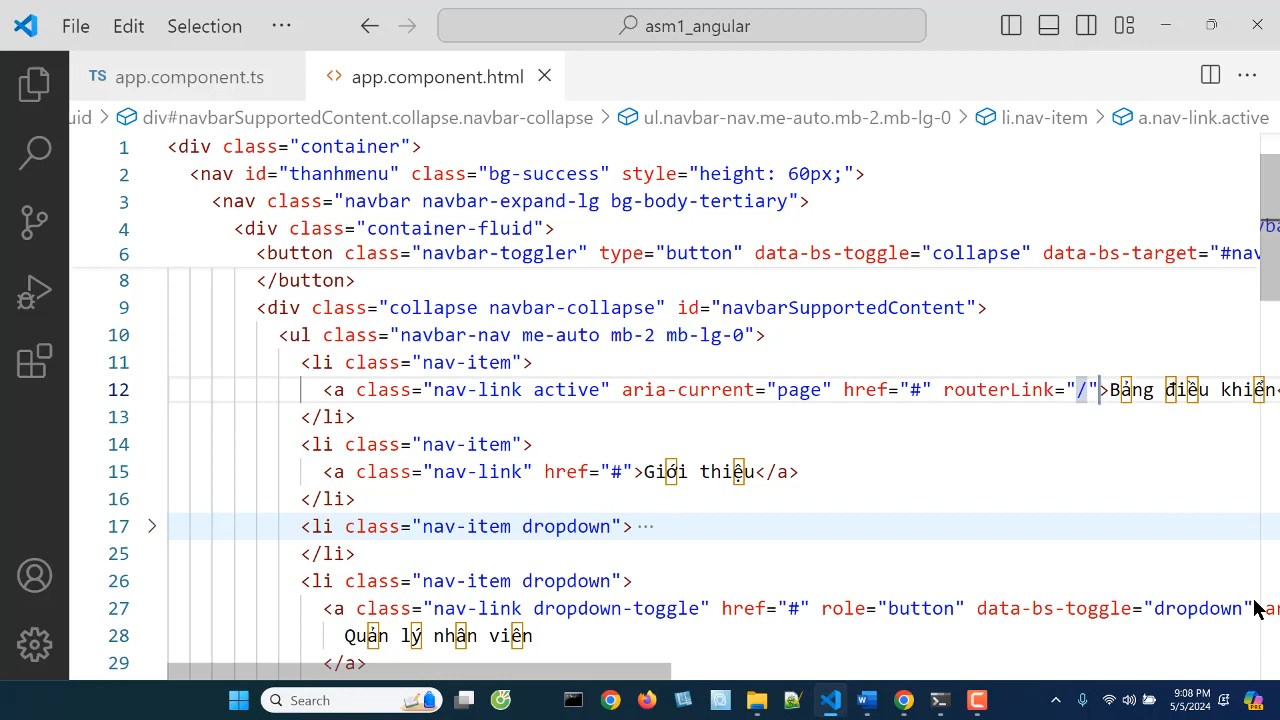 File Edit Selection ··· asm1_angular
TS app.component.ts <> app.component.html
uid > div#navbarSupportedContent.collapse.navbar-collapse > ul.navbar-nav.me-auto.mb-2.mb-lg-0 > li.nav-item > a.nav-link.active
1 <div class="container">
2 <nav id="thanhmenu" class="bg-success" style="height: 60px;">
3 <nav class="navbar navbar-expand-lg bg-body-tertiary">
4 <div class="container-fluid">
6 <button class="navbar-toggler" type="button" data-bs-toggle="collapse" data-bs-target="#nav
8 </button>
9 <div class="collapse navbar-collapse" id="navbarSupportedContent">
10 <ul class="navbar-nav me-auto mb-2 mb-lg-0">
11 <li class="nav-item">
12 <a class="nav-link active" aria-current="page" href="#" routerLink="/">Bảng điều khiển<
13 </li>
14 <li class="nav-item">
15 <a class="nav-link" href="#">Giới thiệu</a>
16 </li>
17 <li class="nav-item dropdown"> ···
25 </li>
26 <li class="nav-item dropdown">
27 <a class="nav-link dropdown-toggle" href="#" role="button" data-bs-toggle="dropdown" ar
28 Quản lý nhân viên
29 </a>
Search
9:08 PM
5/5/2024